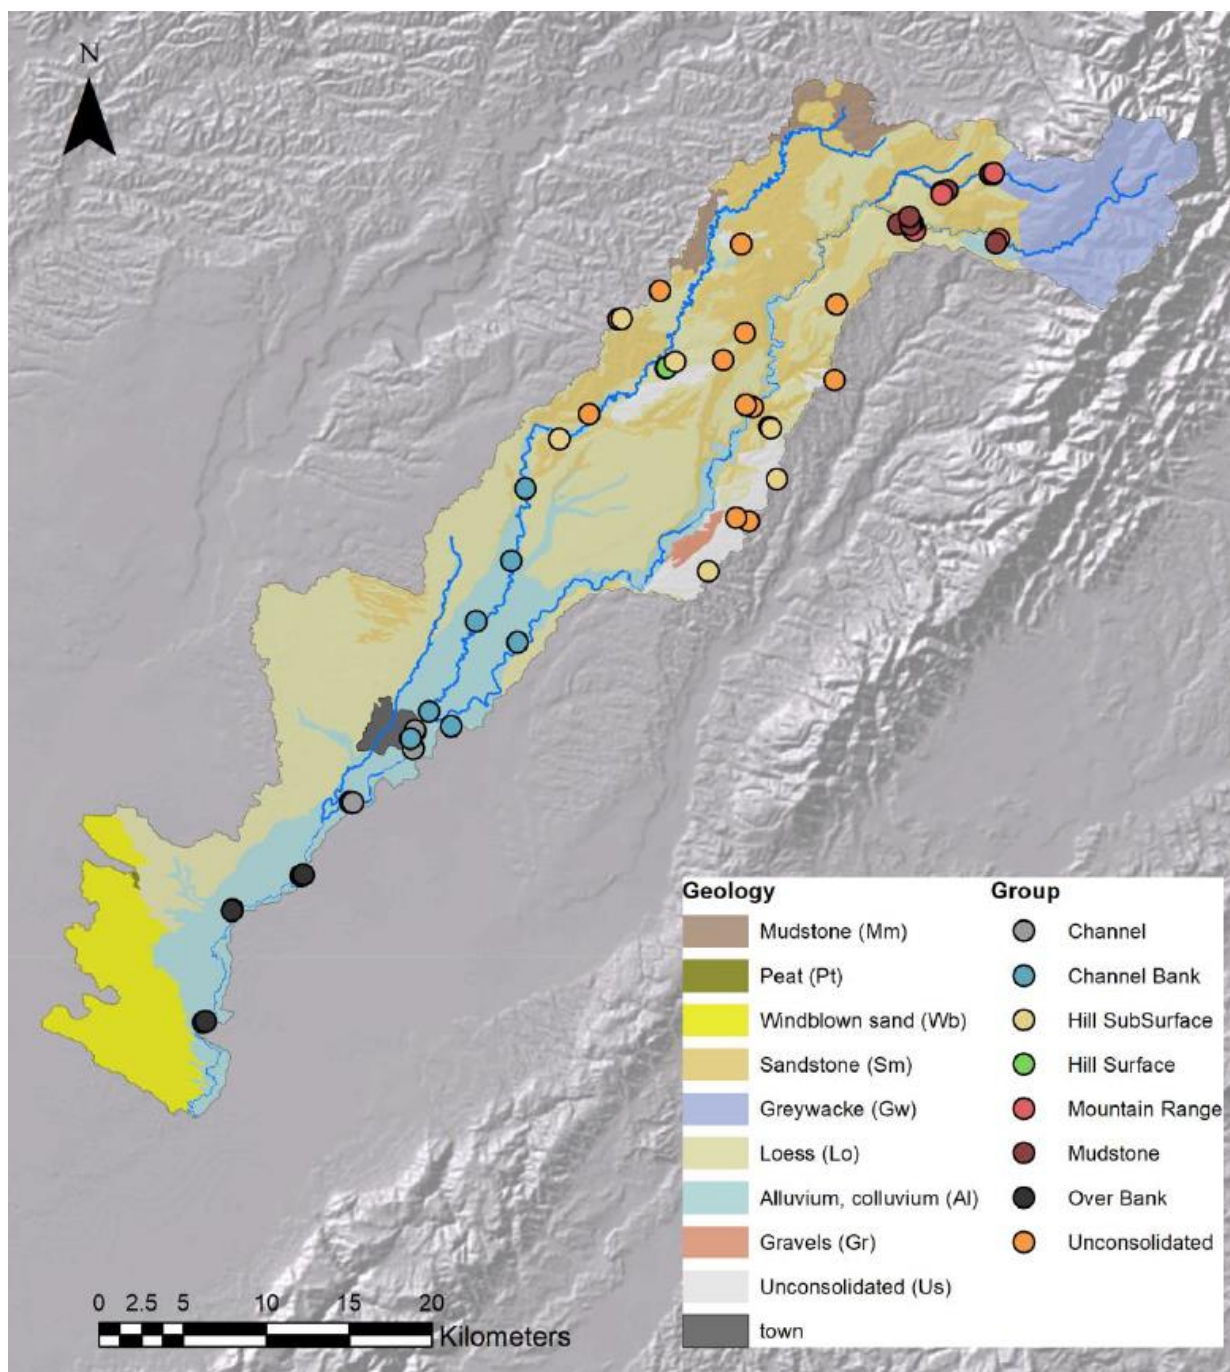 N
Geology
Mudstone (Mm)
Peat (Pt)
Windblown sand (Wb)
Sandstone (Sm)
Greywacke (Gw)
Loess (Lo)
Alluvium, colluvium (Al)
Gravels (Gr)
Unconsolidated (Us)
town
Group
Channel
Channel Bank
Hill SubSurface
Hill Surface
Mountain Range
Mudstone
Over Bank
Unconsolidated
0 2.5 5 10 15 20
Kilometers